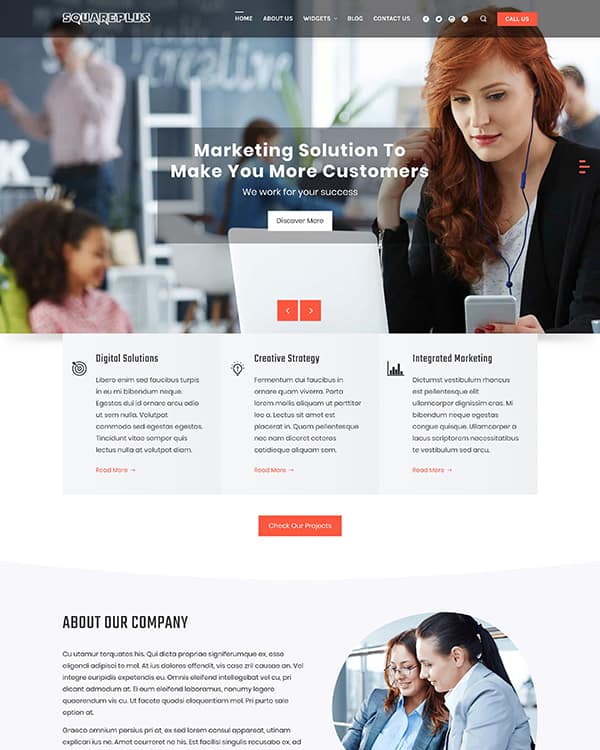 SQUAREPLUS
HOME ABOUT US WIDGETS BLOG CONTACT US CALL US
creative
Marketing Solution To
Make You More Customers
We work for your success
Discover More
Digital Solutions
Libero enim sed faucibus turpis
in eu mi bibendum neque.
Egestas dui id ornare arcu odio
ut sem nulla. Volutpat
commodo sed egestas egestas.
Tincidunt vitae semper quis
lectus nulla at volutpat diam.
Read More →
Creative Strategy
Fermentum dui faucibus in
ornare quam viverra. Porta
lorem mollis aliquam ut porttitor
leo a. Lectus sit amet est
placerat in. Quam pellentesque
nec nam diceret ceteros
cotidieque aliquam sem.
Read More →
Integrated Marketing
Dictumst vestibulum rhoncus
est pellentesque elit
ullamcorper dignissim cras. Mi
bibendum neque egestas
congue quisque. Ullamcorper a
lacus scriptorem necessitatibus
te vestibulum sed arcu.
Read More →
Check Our Projects
ABOUT OUR COMPANY
Cu utamur torquatos his. Qui dicta propriae signiferumque ex, esse
eligendi adipisci te mel. At ius dolores offendit, vis case zril causae an. Vel
integre euripidis expetendis eu. Omnis eleifend intellegebat vel cu, pri
dicant admodum at. Ei eum eleifend laboramus, nonumy legere
quaerendum vis cu. Ut facete quodsi eloquentiam mel. Pri purto sale
option at.
Graeco omnium persius pri at, ex sed lorem consul appareat, utinam
explicari ius ne. Amet ocurreret ne his. Est facilisi singulis recusabo ex, ad